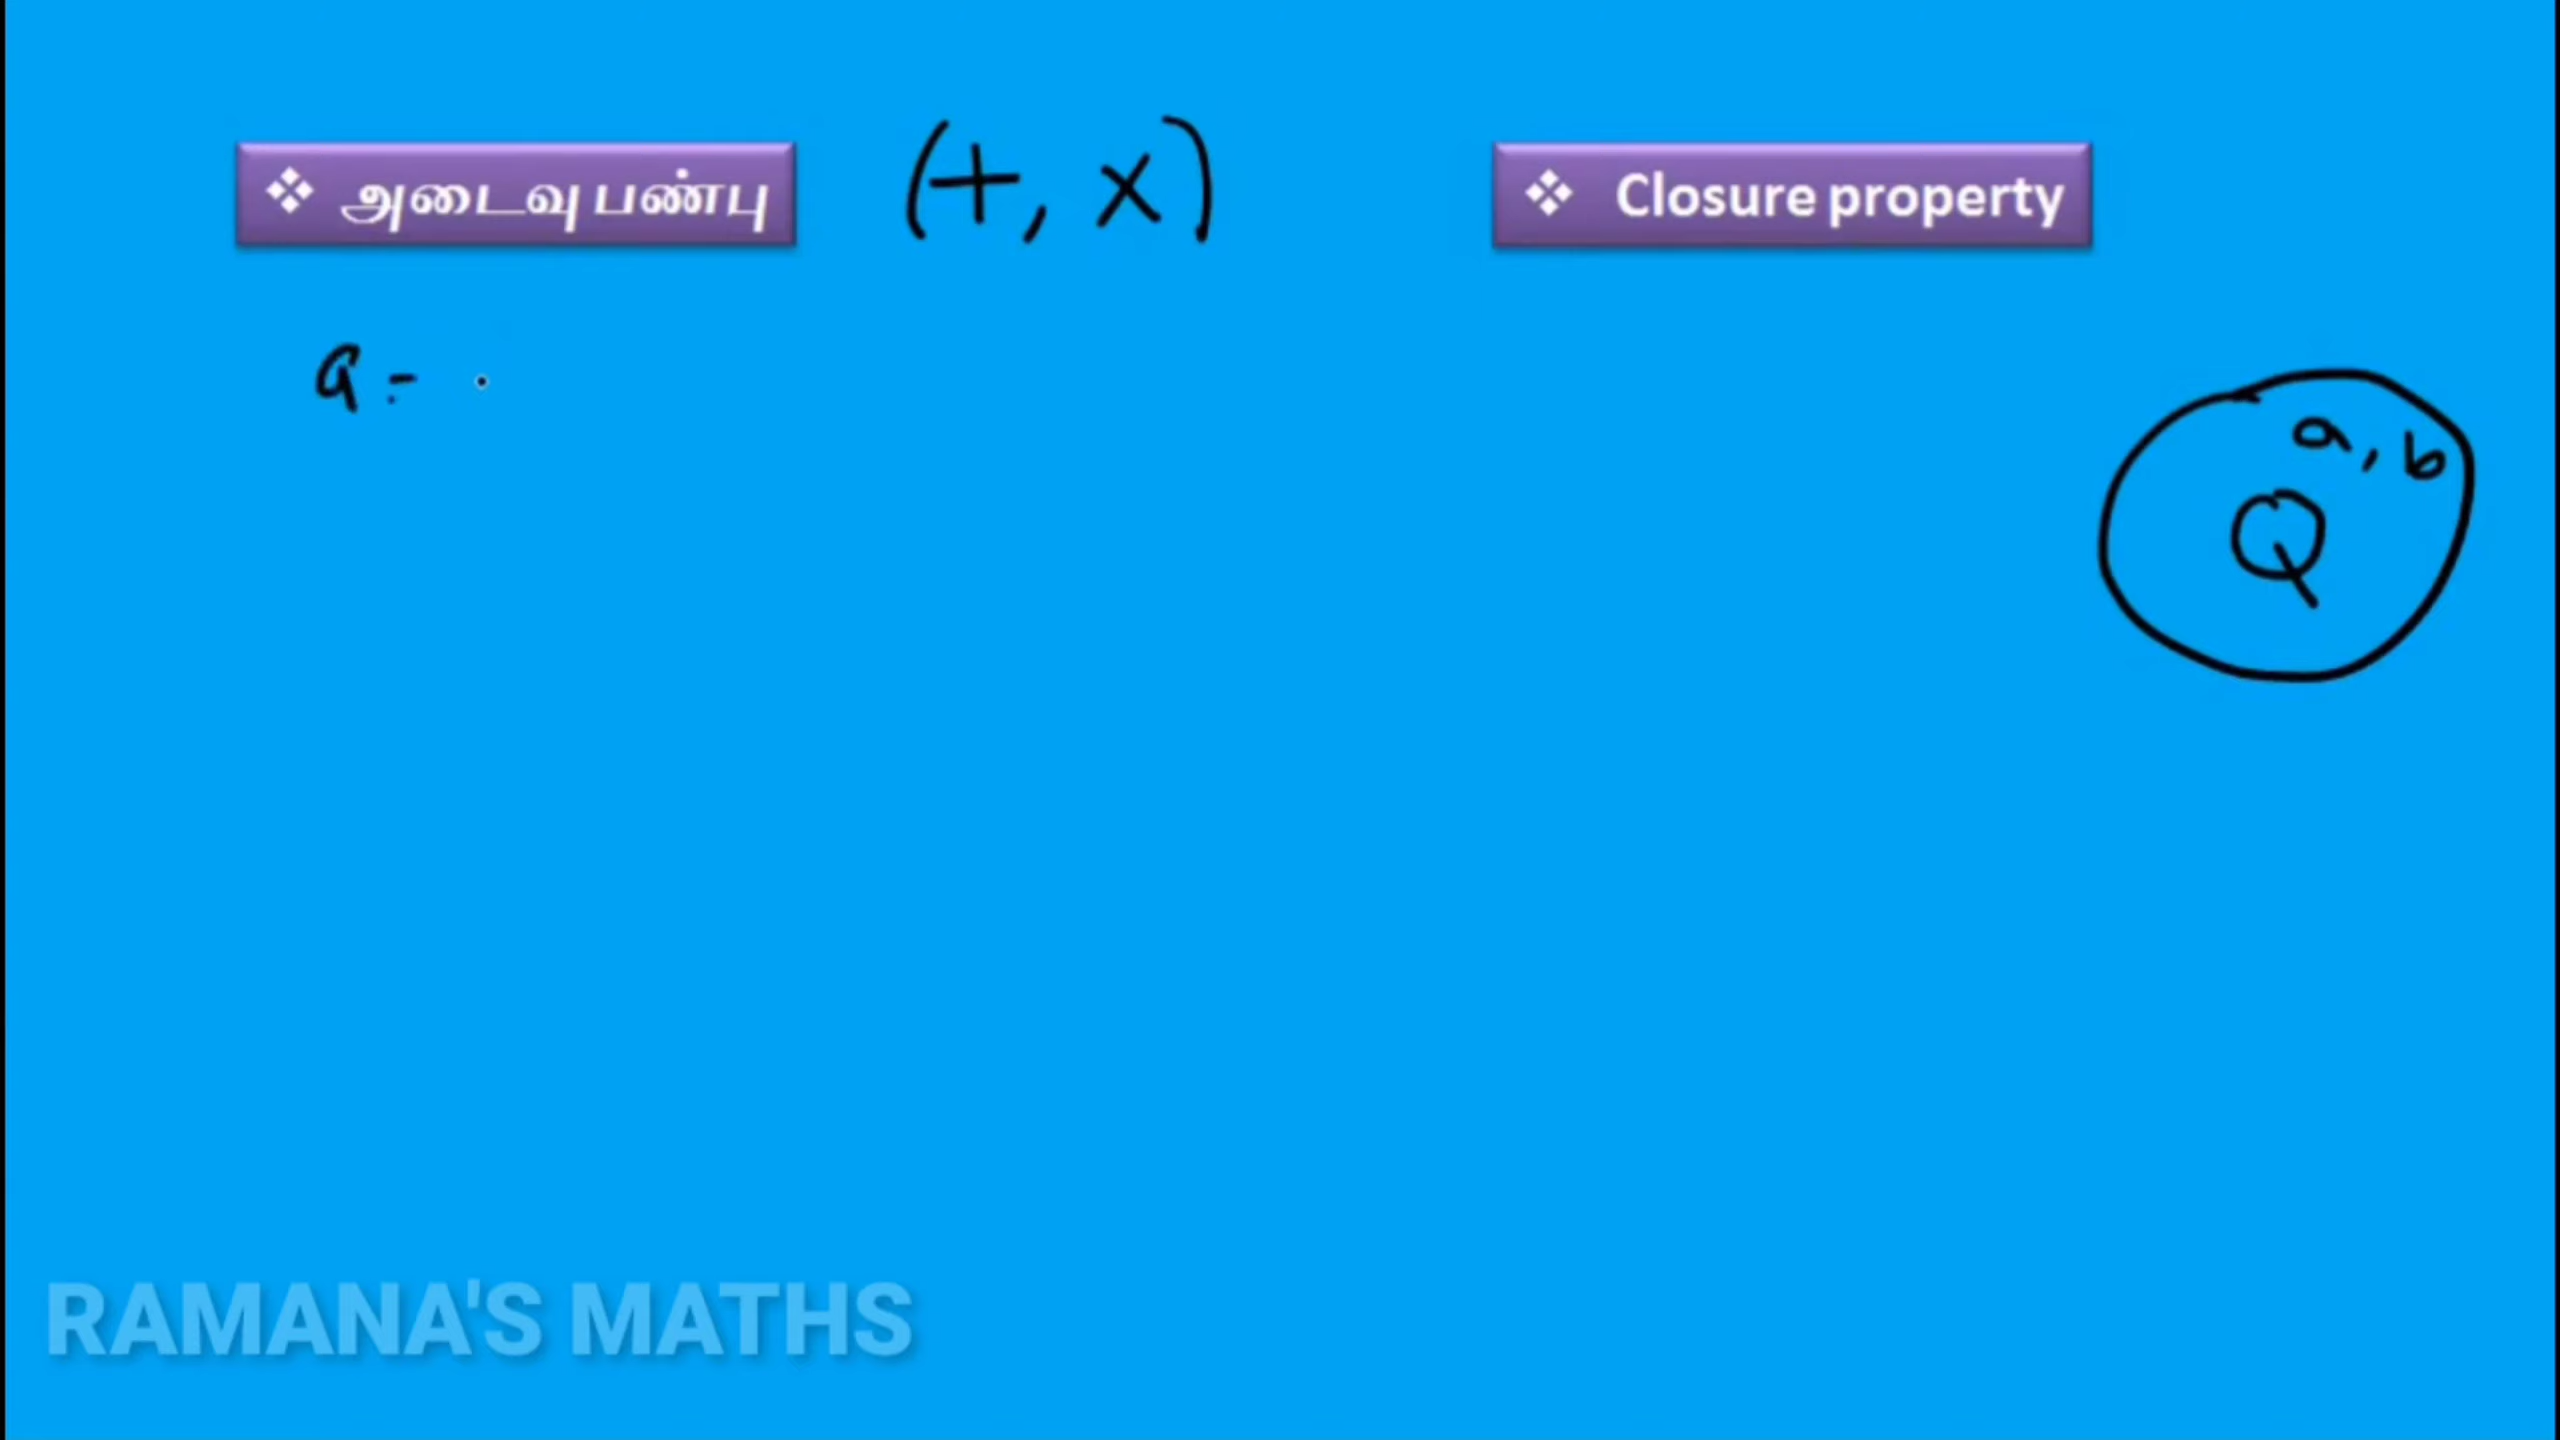 ❖ அடைவு பண்பு (+, x) ❖ Closure property
a =
a, b
Q
RAMANA'S MATHS